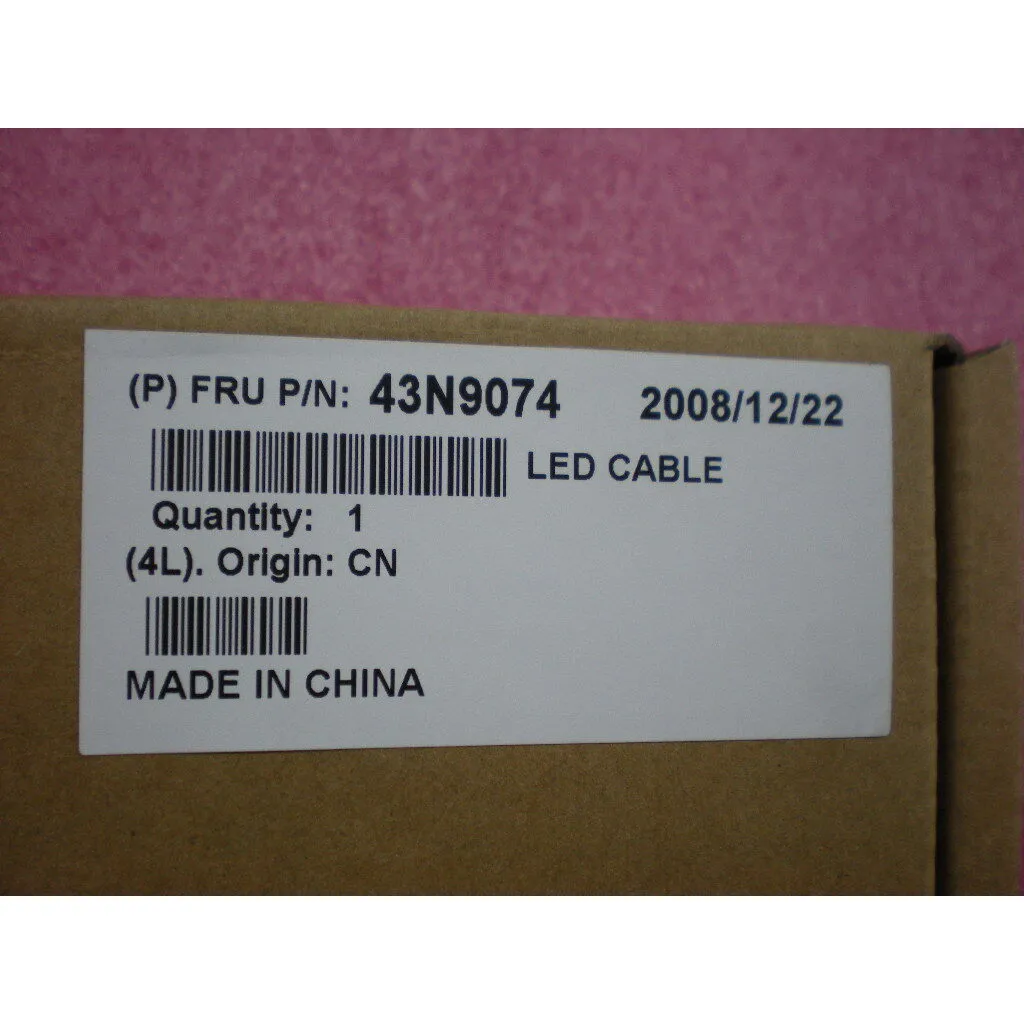 (P) FRU P/N: 43N9074 2008/12/22
LED CABLE
Quantity: 1
(4L). Origin: CN
MADE IN CHINA